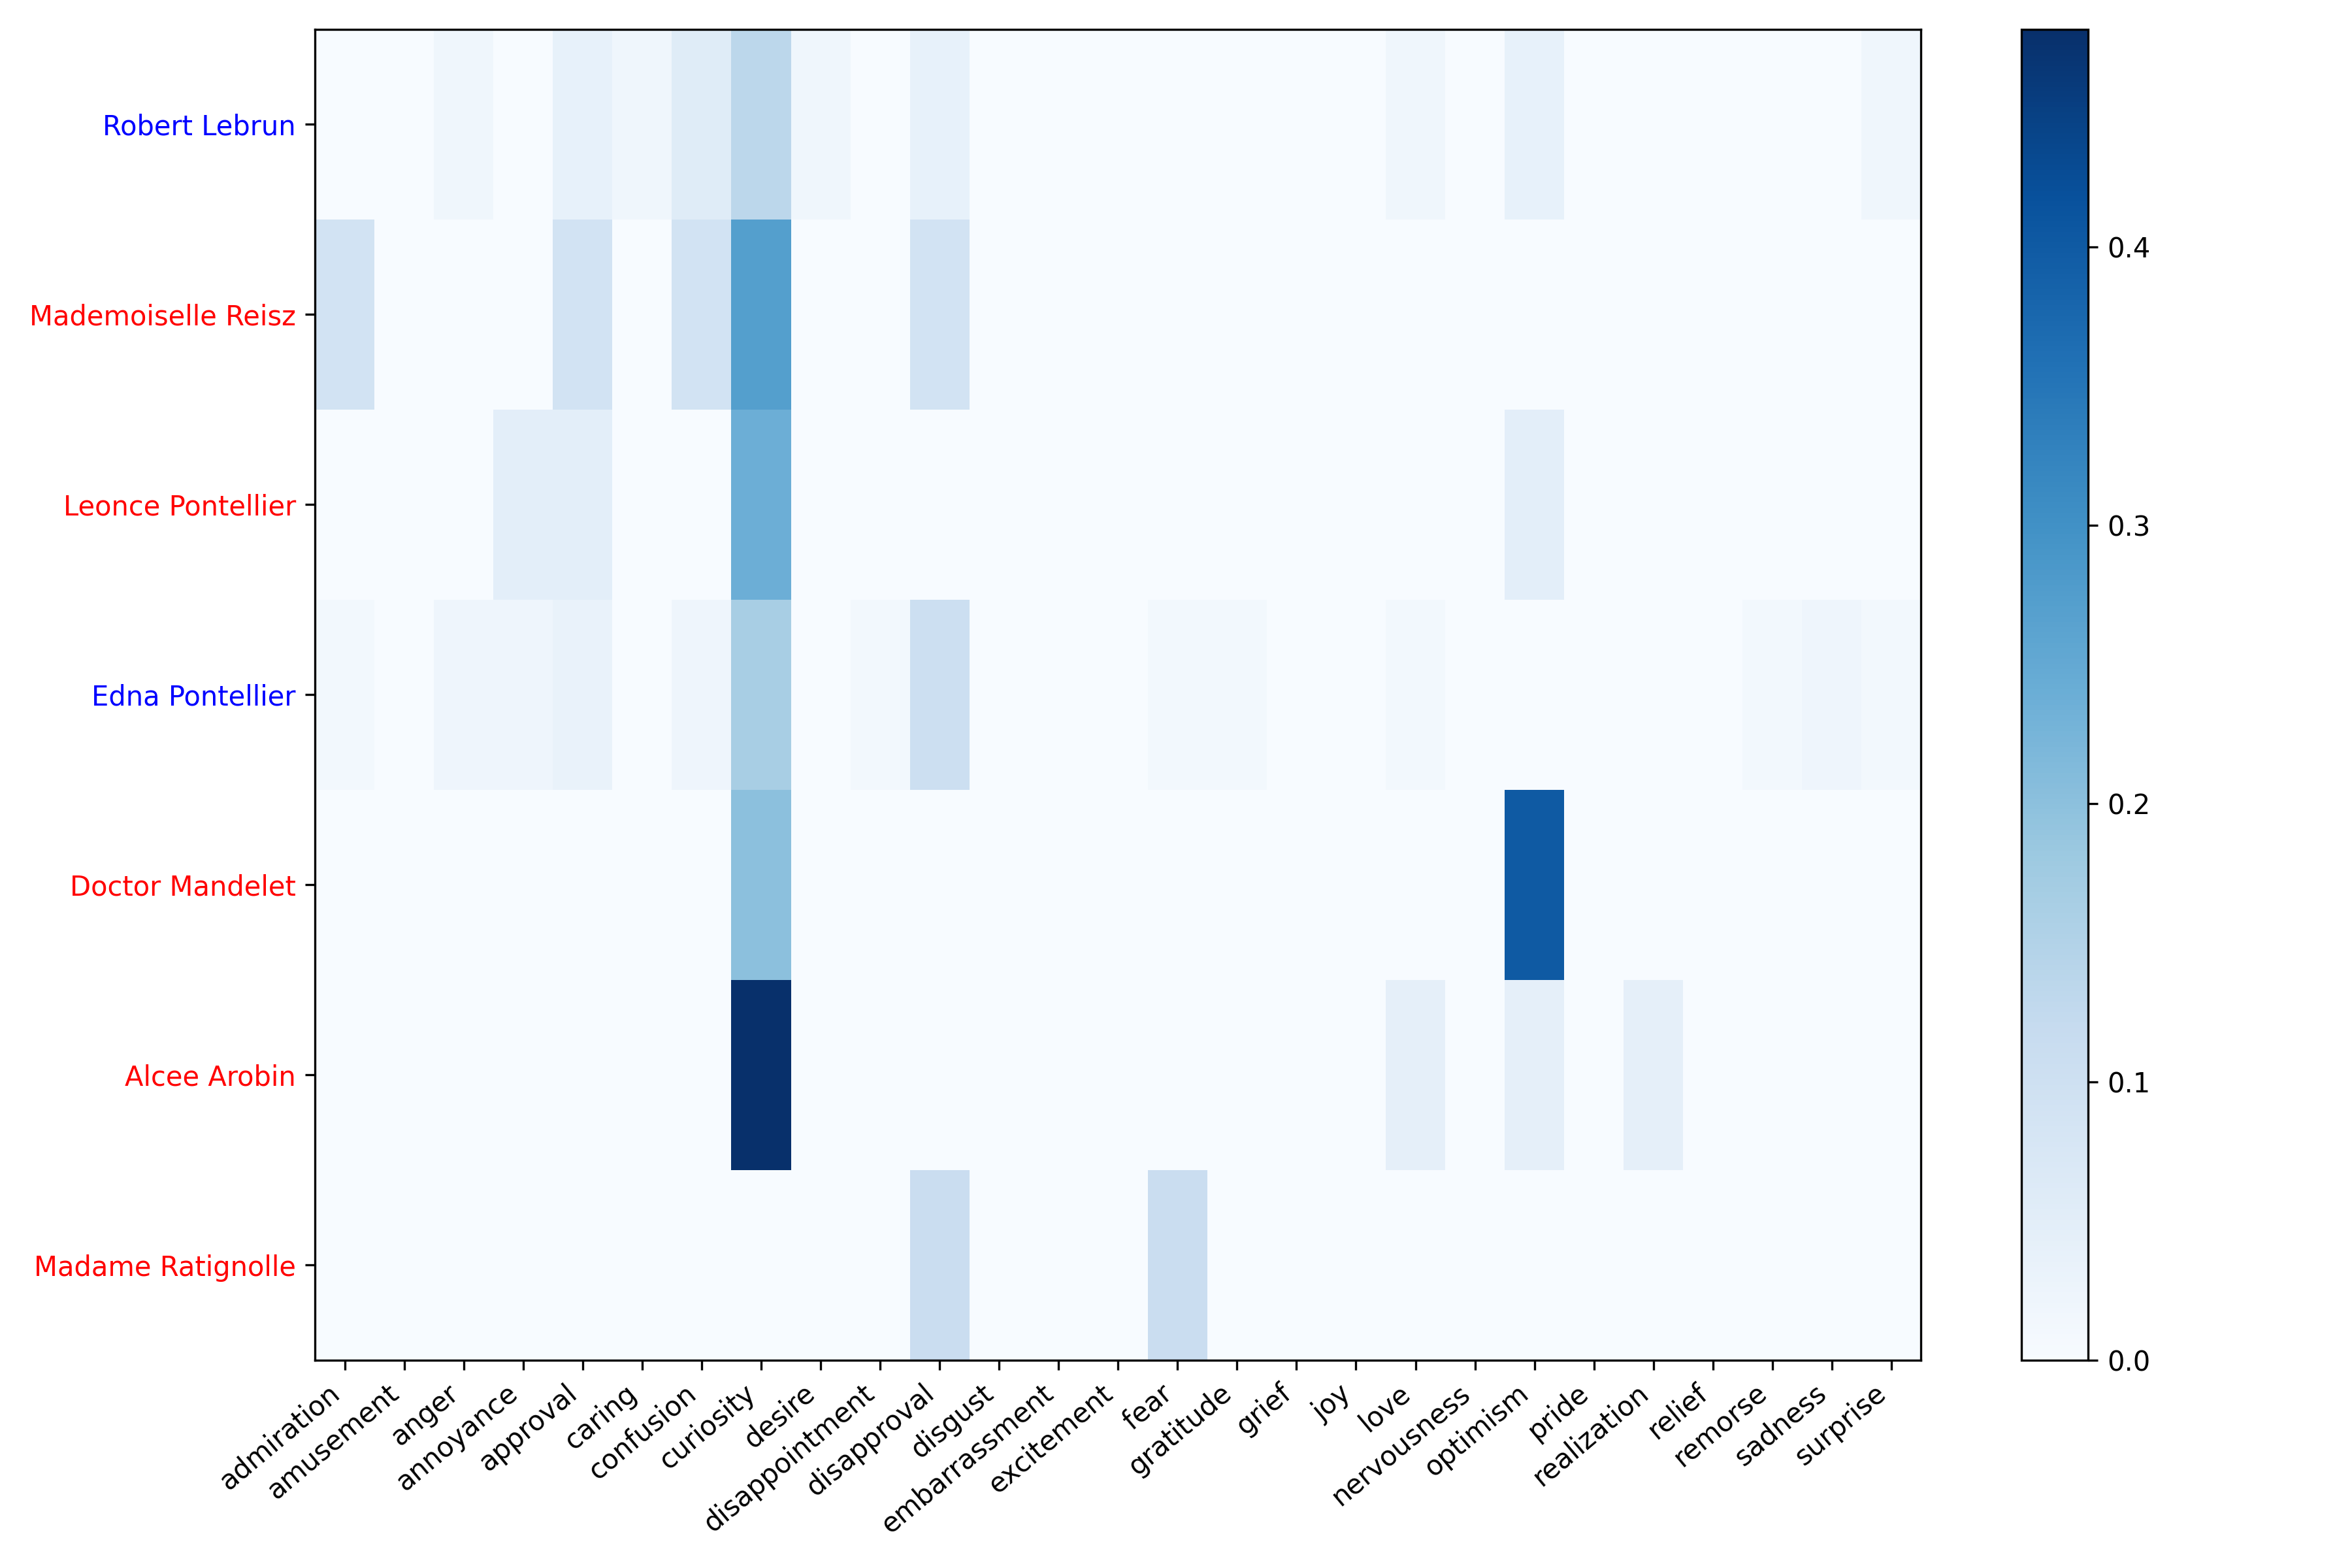 Robert Lebrun
Mademoiselle Reisz
Leonce Pontellier
Edna Pontellier
Doctor Mandelet
Alcee Arobin
Madame Ratignolle
admiration
amusement
anger
annoyance
approval
caring
confusion
curiosity
desire
disappointment
disapproval
disgust
embarrassment
excitement
fear
gratitude
grief
joy
love
nervousness
optimism
pride
realization
relief
remorse
sadness
surprise
0.4
0.3
0.2
0.1
0.0